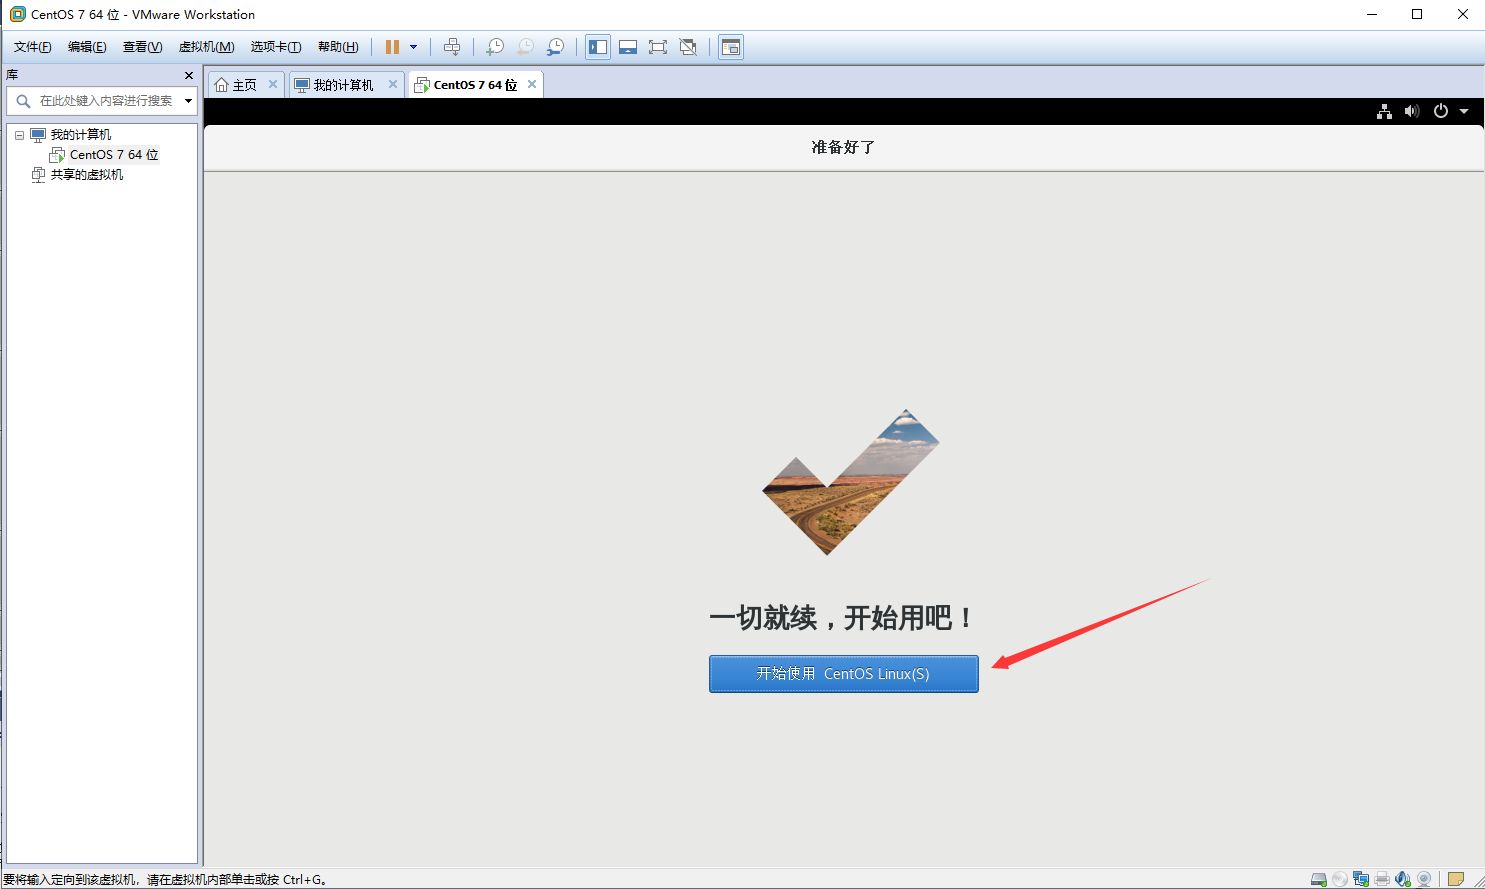 CentOS 7 64 位 - VMware Workstation
文件(F) 编辑(E) 查看(V) 虚拟机(M) 选项卡(T) 帮助(H)
库
在此处键入内容进行搜索
我的计算机
CentOS 7 64 位
共享的虚拟机
主页 我的计算机 CentOS 7 64 位
准备好了
一切就续，开始用吧！
开始使用 CentOS Linux(S)
要将输入定向到该虚拟机，请在虚拟机内部单击或按 Ctrl+G。